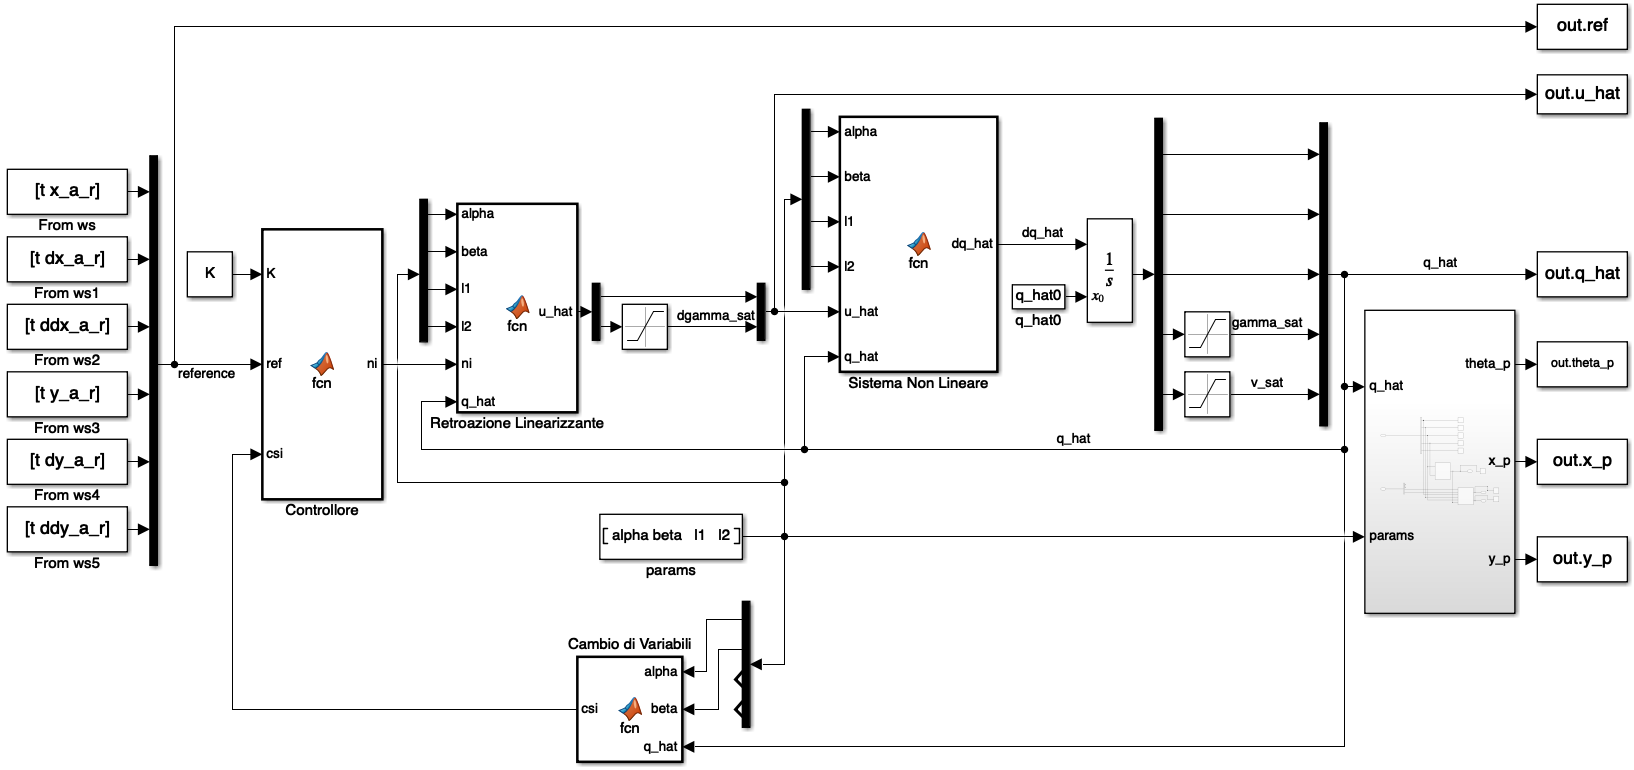 out.ref
out.u_hat
[t x_a_r]
From ws
[t dx_a_r]
From ws1
[t ddx_a_r]
From ws2
[t y_a_r]
From ws3
[t dy_a_r]
From ws4
[t ddy_a_r]
From ws5
reference
K
K
ref
csi
fcn
ni
Controllore
alpha
beta
l1
l2
ni
q_hat
fcn
u_hat
Retroazione Linearizzante
dgamma_sat
alpha
beta
l1
l2
u_hat
q_hat
fcn
dq_hat
Sistema Non Lineare
dq_hat
q_hat0
q_hat0
1
s
x0
gamma_sat
v_sat
q_hat
out.q_hat
q_hat
q_hat
params
theta_p
x_p
y_p
out.theta_p
out.x_p
out.y_p
[ alpha beta l1 l2 ]
params
Cambio di Variabili
alpha
beta
q_hat
csi
fcn